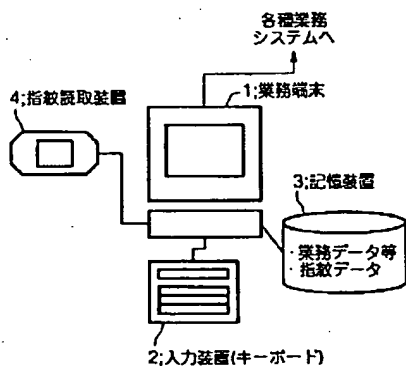 各種業務
システムへ
1;業務端末
4;指紋読取装置
3;記憶装置
・業務データ等
・指紋データ
2;入力装置(キーボード)